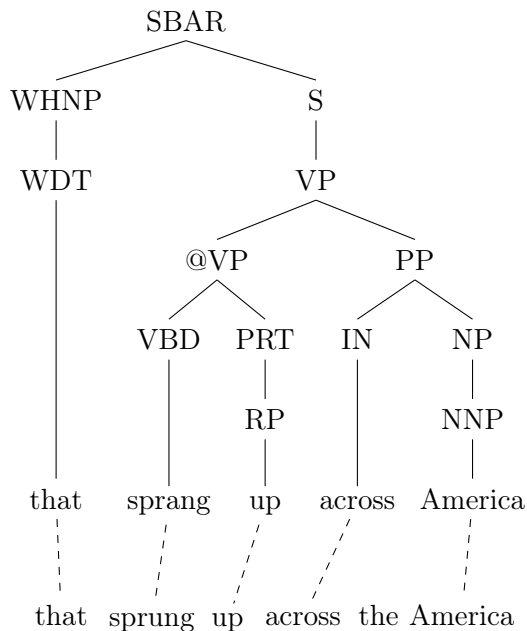 SBAR
WHNP S
WDT VP
@VP PP
VBD PRT IN NP
RP NNP
that sprang up across America
that sprung up across the America